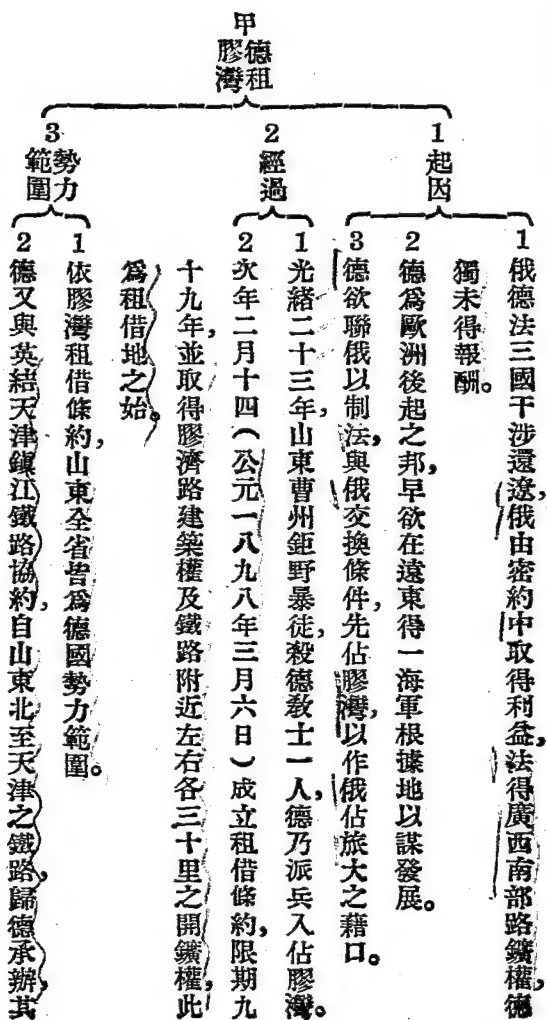 甲 德租膠灣
1 起因
1 俄德法三國干涉還遼，俄由密約中取得利益，法得廣西南部路鑛權，德
獨未得報酬。
2 德爲歐洲後起之邦，早欲在遠東得一海軍根據地以謀發展。
3 德欲聯俄以制法，與俄交換條件，先佔膠灣，以作俄佔旅大之藉口。
2 經過
1 光緒二十三年，山東曹州鉅野暴徒，殺德敎士一人，德乃派兵入佔膠灣。
2 次年二月十四（公元一八九八年三月六日）成立租借條約，限期九
十九年，並取得膠濟路建築權及鐵路附近左右各三十里之開鑛權，此
爲租借地之始。
3 勢力範圍
1 依膠灣租借條約，山東全省皆爲德國勢力範圍。
2 德又與英結天津鎭江鐵路協約，自山東北至天津之鐵路，歸德承辦，其